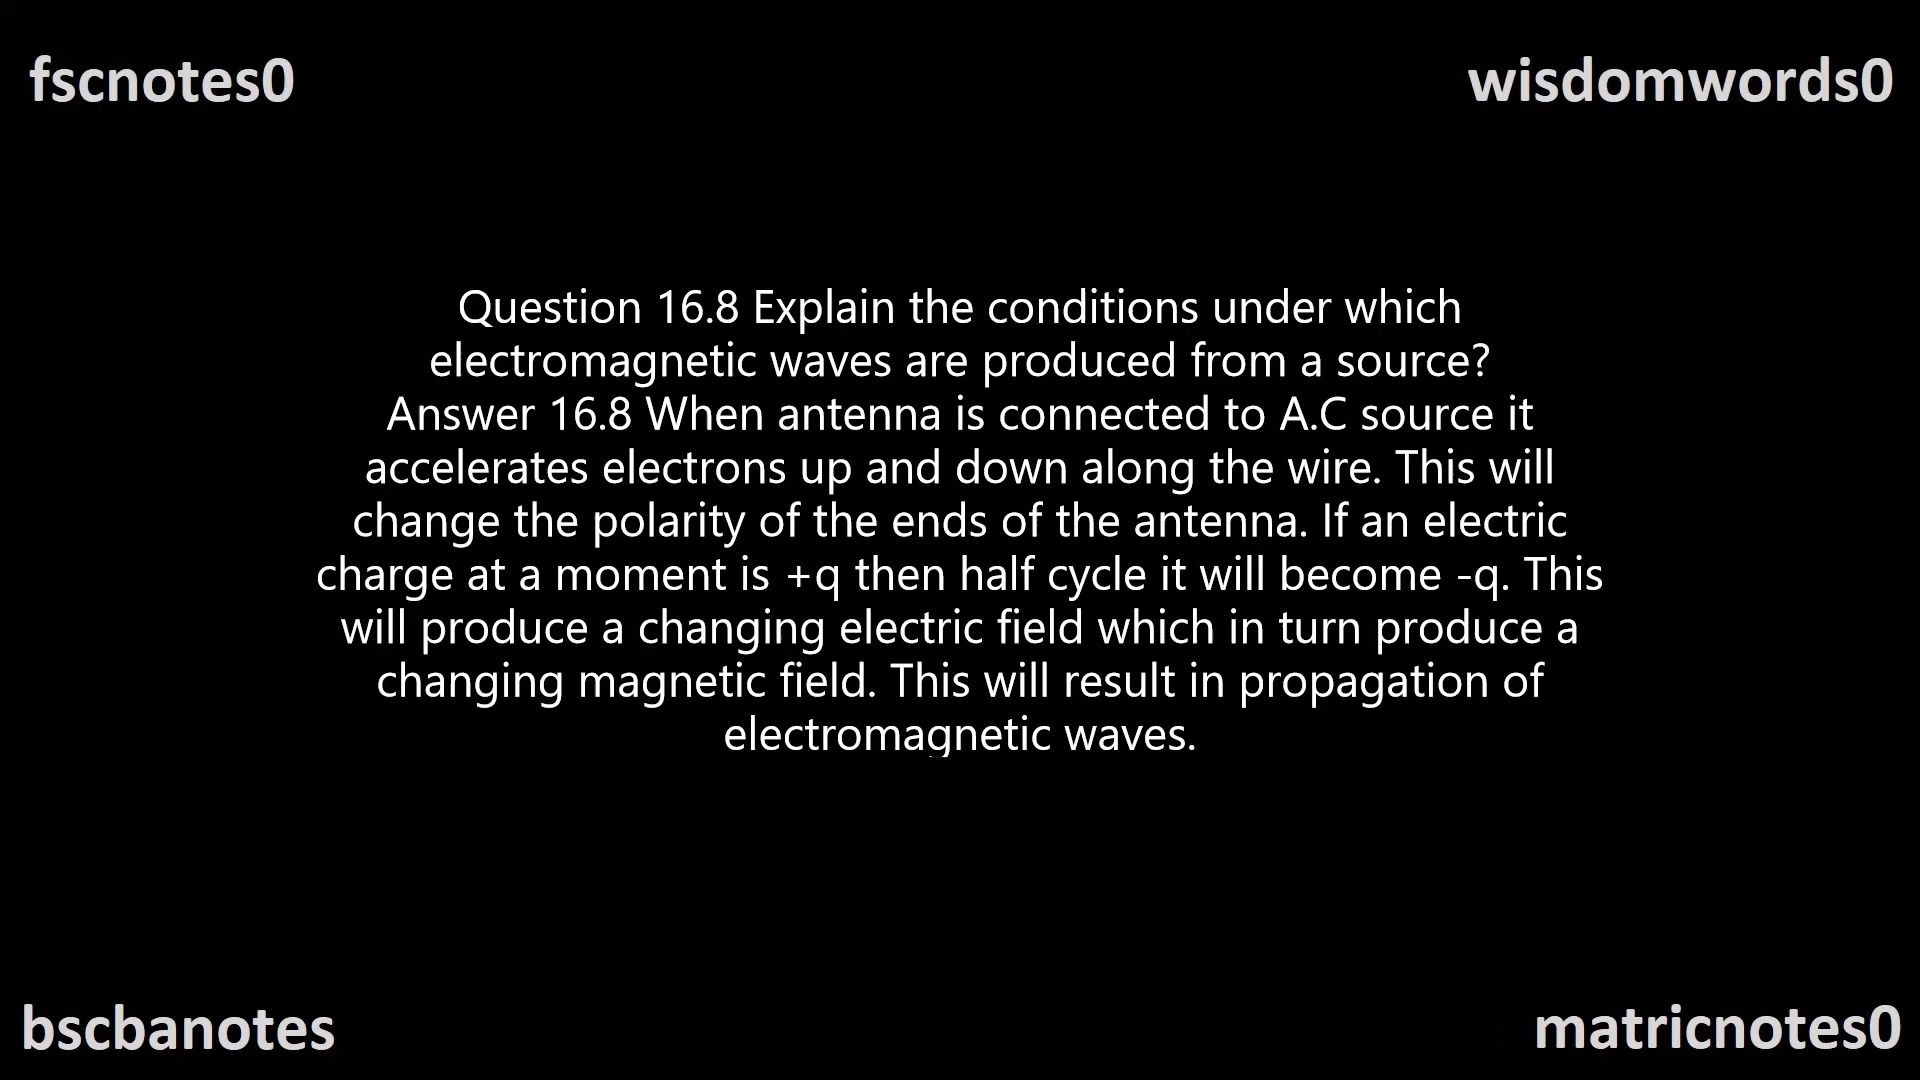 fscnotes0
wisdomwords0
Question 16.8 Explain the conditions under which
electromagnetic waves are produced from a source?
Answer 16.8 When antenna is connected to A.C source it
accelerates electrons up and down along the wire. This will
change the polarity of the ends of the antenna. If an electric
charge at a moment is +q then half cycle it will become -q. This
will produce a changing electric field which in turn produce a
changing magnetic field. This will result in propagation of
electromagnetic waves.
bscbanotes
matricnotes0